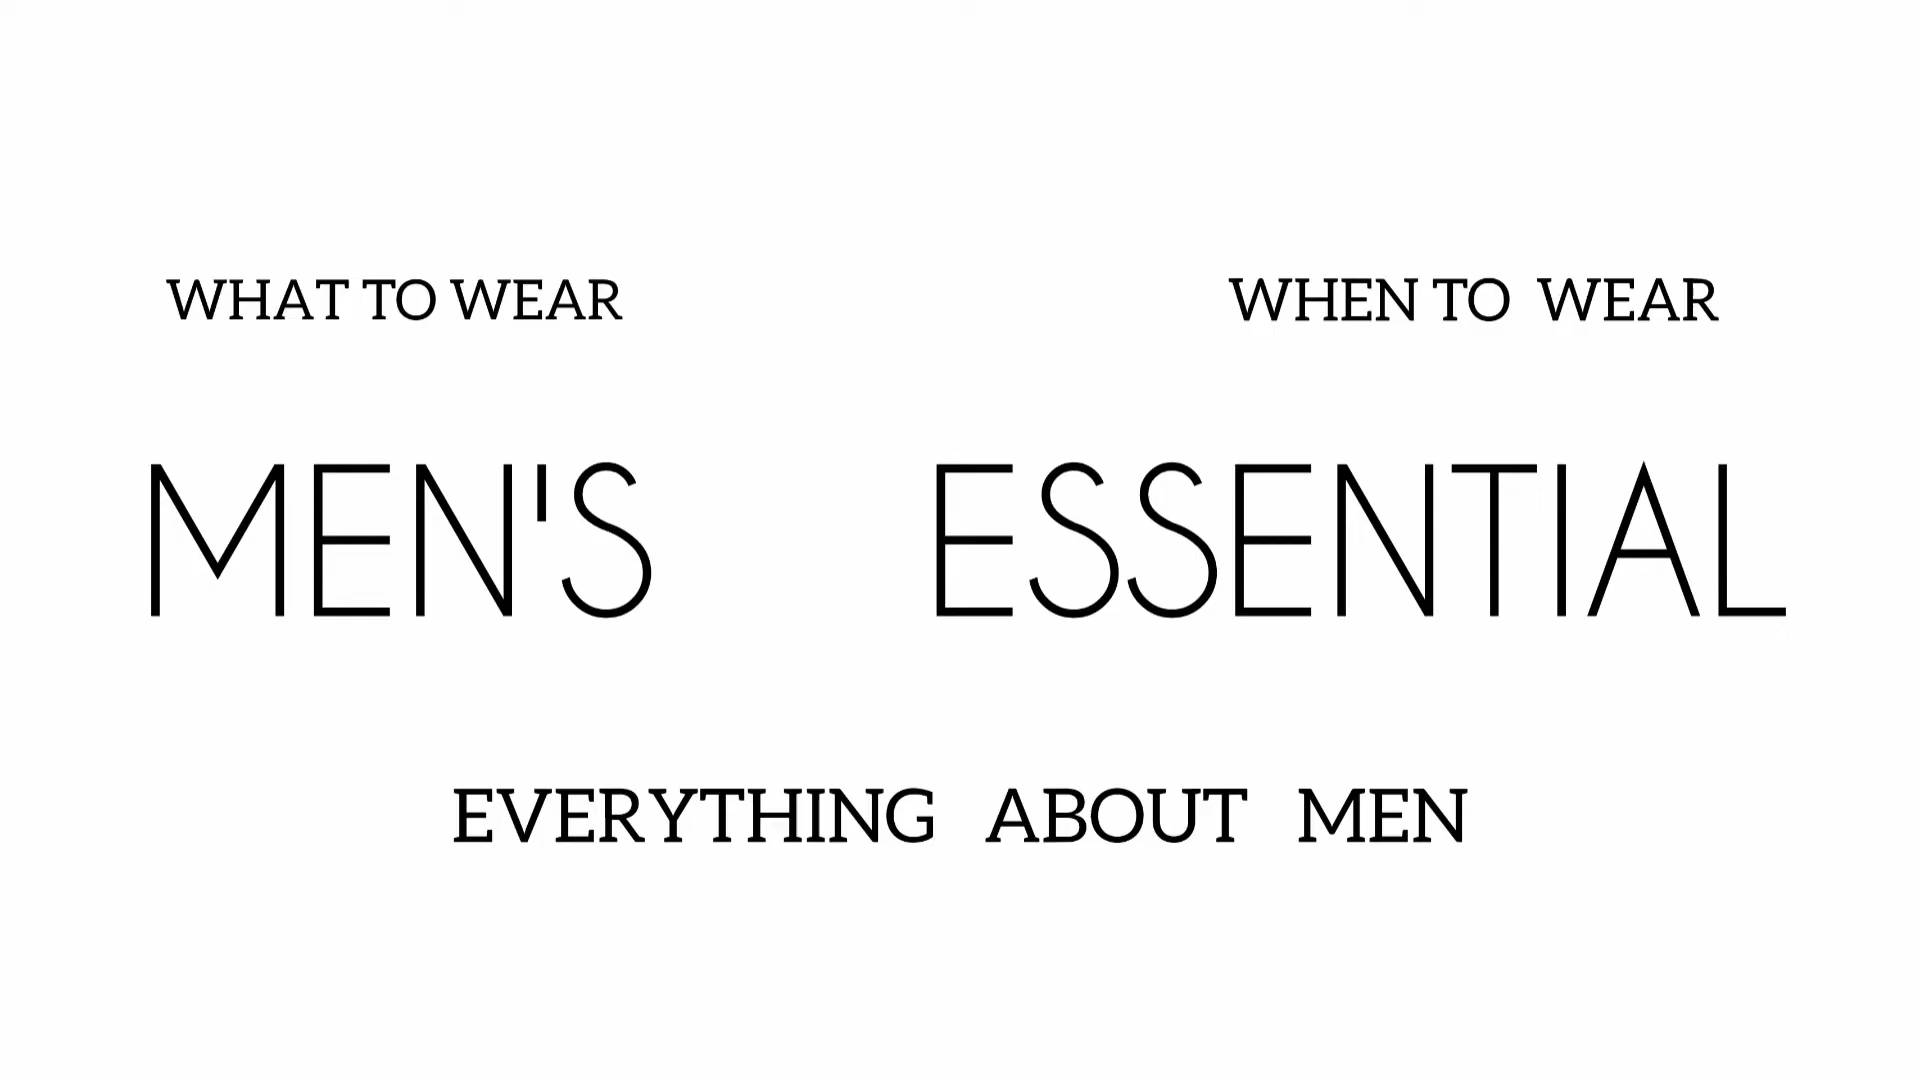 WHAT TO WEAR
WHEN TO WEAR
MEN'S ESSENTIAL
EVERYTHING ABOUT MEN